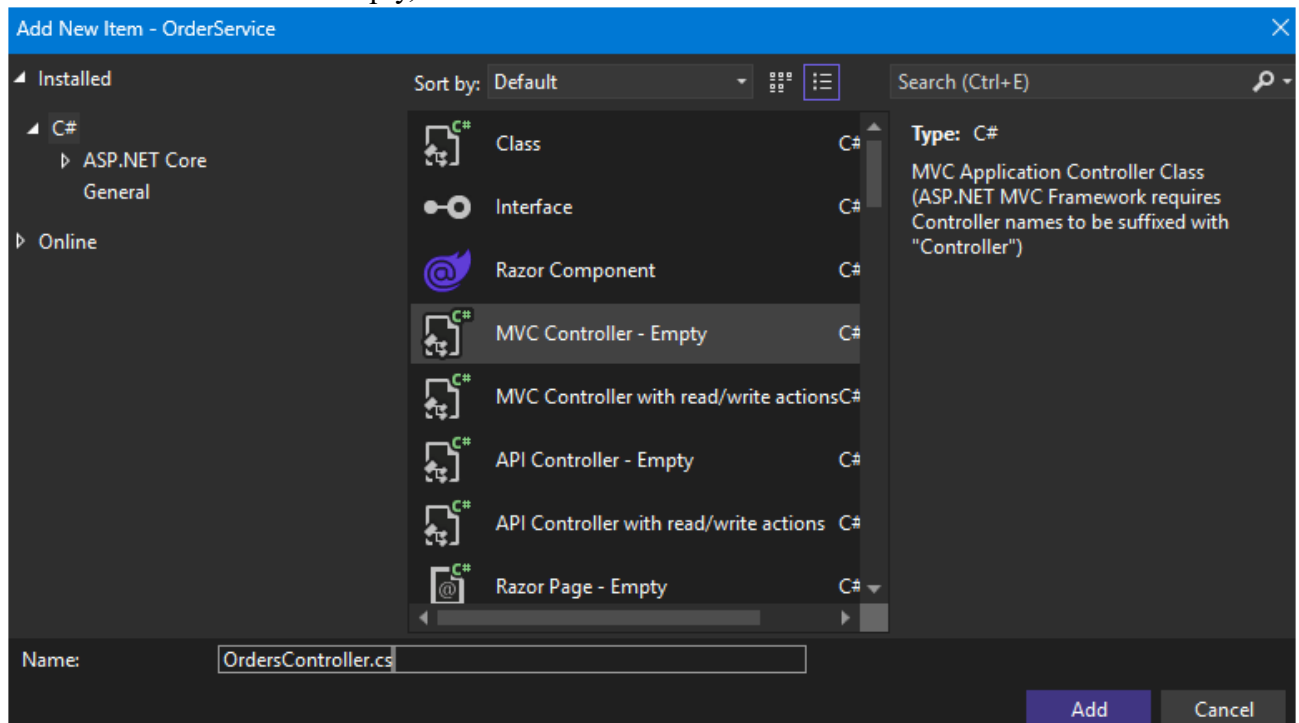 Add New Item - OrderService
Installed
C#
ASP.NET Core
General
Online
Sort by: Default
Class C#
Interface C#
Razor Component C#
MVC Controller - Empty C#
MVC Controller with read/write actions C#
API Controller - Empty C#
API Controller with read/write actions C#
Razor Page - Empty C#
Search (Ctrl+E)
Type: C#
MVC Application Controller Class
(ASP.NET MVC Framework requires
Controller names to be suffixed with
"Controller")
Name: OrdersController.cs
Add Cancel